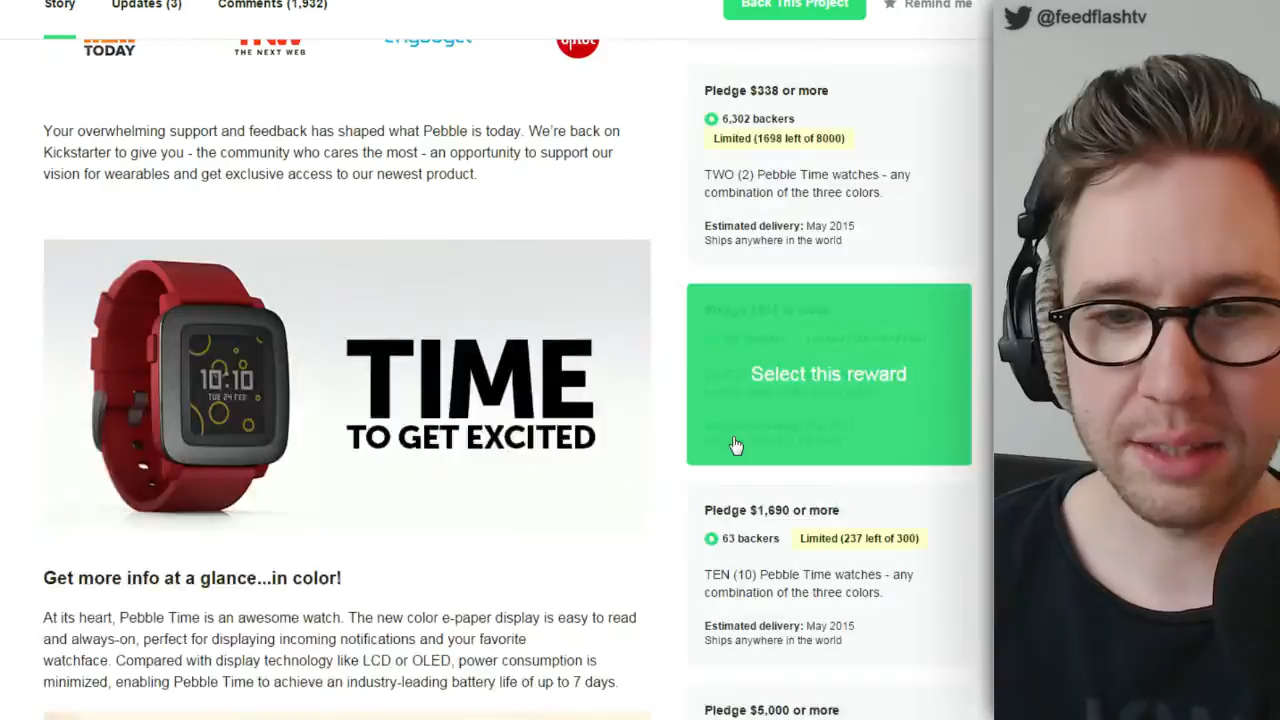 Story
Updates (3)
Comments (1,932)
Back This Project
Remind me
@feedflashtv
TODAY
THE NEXT WEB
engadget
Your overwhelming support and feedback has shaped what Pebble is today. We're back on
Kickstarter to give you - the community who cares the most - an opportunity to support our
vision for wearables and get exclusive access to our newest product.
10:10
TUE 24 FEB
TIME
TO GET EXCITED
Get more info at a glance...in color!
At its heart, Pebble Time is an awesome watch. The new color e-paper display is easy to read
and always-on, perfect for displaying incoming notifications and your favorite
watchface. Compared with display technology like LCD or OLED, power consumption is
minimized, enabling Pebble Time to achieve an industry-leading battery life of up to 7 days.
Pledge $338 or more
6,302 backers
Limited (1698 left of 8000)
TWO (2) Pebble Time watches - any
combination of the three colors.
Estimated delivery: May 2015
Ships anywhere in the world
Select this reward
Pledge $1,690 or more
63 backers
Limited (237 left of 300)
TEN (10) Pebble Time watches - any
combination of the three colors.
Estimated delivery: May 2015
Ships anywhere in the world
Pledge $5,000 or more